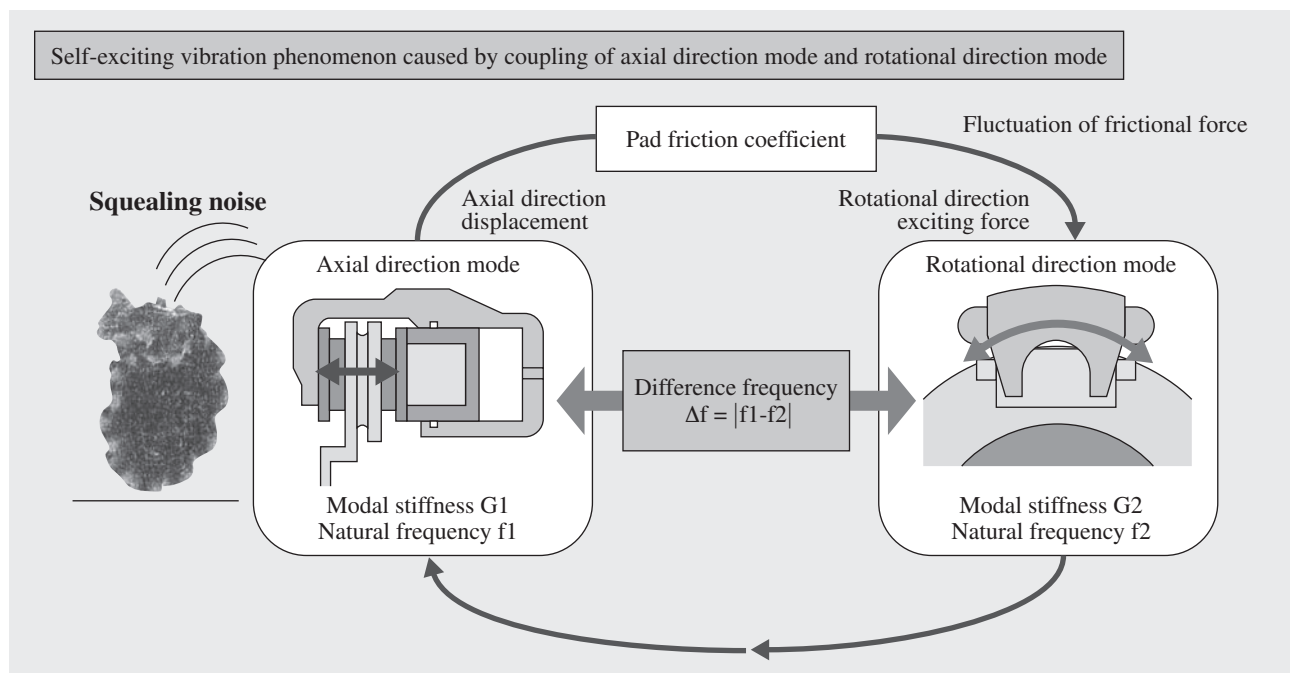 Self-exciting vibration phenomenon caused by coupling of axial direction mode and rotational direction mode
Pad friction coefficient
Fluctuation of frictional force
Squealing noise
Axial direction
displacement
Rotational direction
exciting force
Axial direction mode
Rotational direction mode
Difference frequency
Δf = |f1-f2|
Modal stiffness G1
Natural frequency f1
Modal stiffness G2
Natural frequency f2